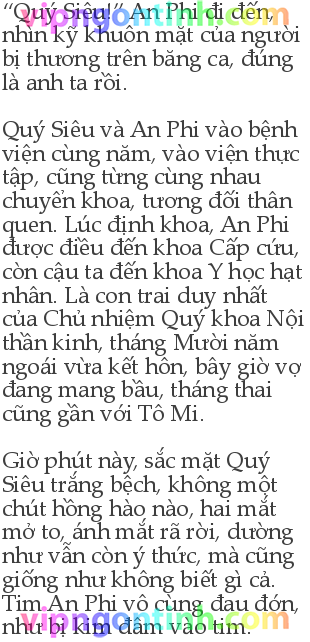 “Quý Siêu!” An Phi đi đến,
nhìn kỹ khuôn mặt của người
bị thương trên băng ca, đúng
là anh ta rồi.
Quý Siêu và An Phi vào bệnh
viện cùng năm, vào viện thực
tập, cũng từng cùng nhau
chuyển khoa, tương đối thân
quen. Lúc định khoa, An Phi
được điều đến khoa Cấp cứu,
còn cậu ta đến khoa Y học hạt
nhân. Là con trai duy nhất
của Chủ nhiệm Quý khoa Nội
thần kinh, tháng Mười năm
ngoái vừa kết hôn, bây giờ vợ
đang mang bầu, tháng thai
cũng gần với Tô Mi.
Giờ phút này, sắc mặt Quý
Siêu trắng bệch, không một
chút hồng hào nào, hai mắt
mở to, ánh mắt rã rời, dường
như vẫn còn ý thức, mà cũng
giống như không biết gì cả.
Tim An Phi vô cùng đau đớn,
như bị kim đâm vào tim.
vipngontinh.com
vipngontinh.com